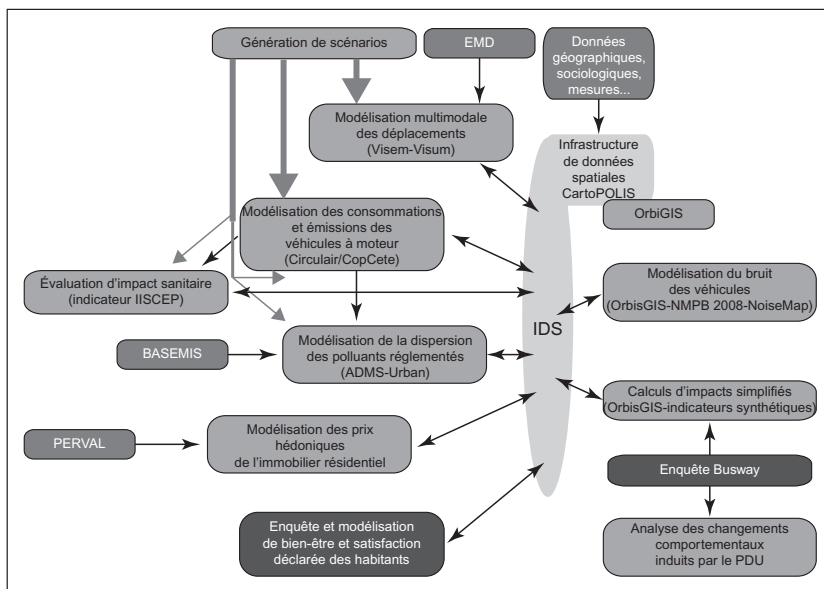 Génération de scénarios
EMD
Données
géographiques,
sociologiques,
mesures...
Modélisation multimodale
des déplacements
(Visem-Visum)
Infrastructure
de données
spatiales
CartoPOLIS
OrbiGIS
Modélisation des consommations
et émissions des
véhicules à moteur
(Circulair/CopCete)
Évaluation d'impact sanitaire
(indicateur IISCEP)
Modélisation du bruit
des véhicules
(OrbisGIS-NMPB 2008-NoiseMap)
IDS
BASEMIS
Modélisation de la dispersion
des polluants réglementés
(ADMS-Urban)
Calculs d'impacts simplifiés
(OrbisGIS-indicateurs synthétiques)
PERVAL
Modélisation des prix
hédoniques
de l'immobilier résidentiel
Enquête Busway
Enquête et modélisation
de bien-être et satisfaction
déclarée des habitants
Analyse des changements
comportementaux
induits par le PDU